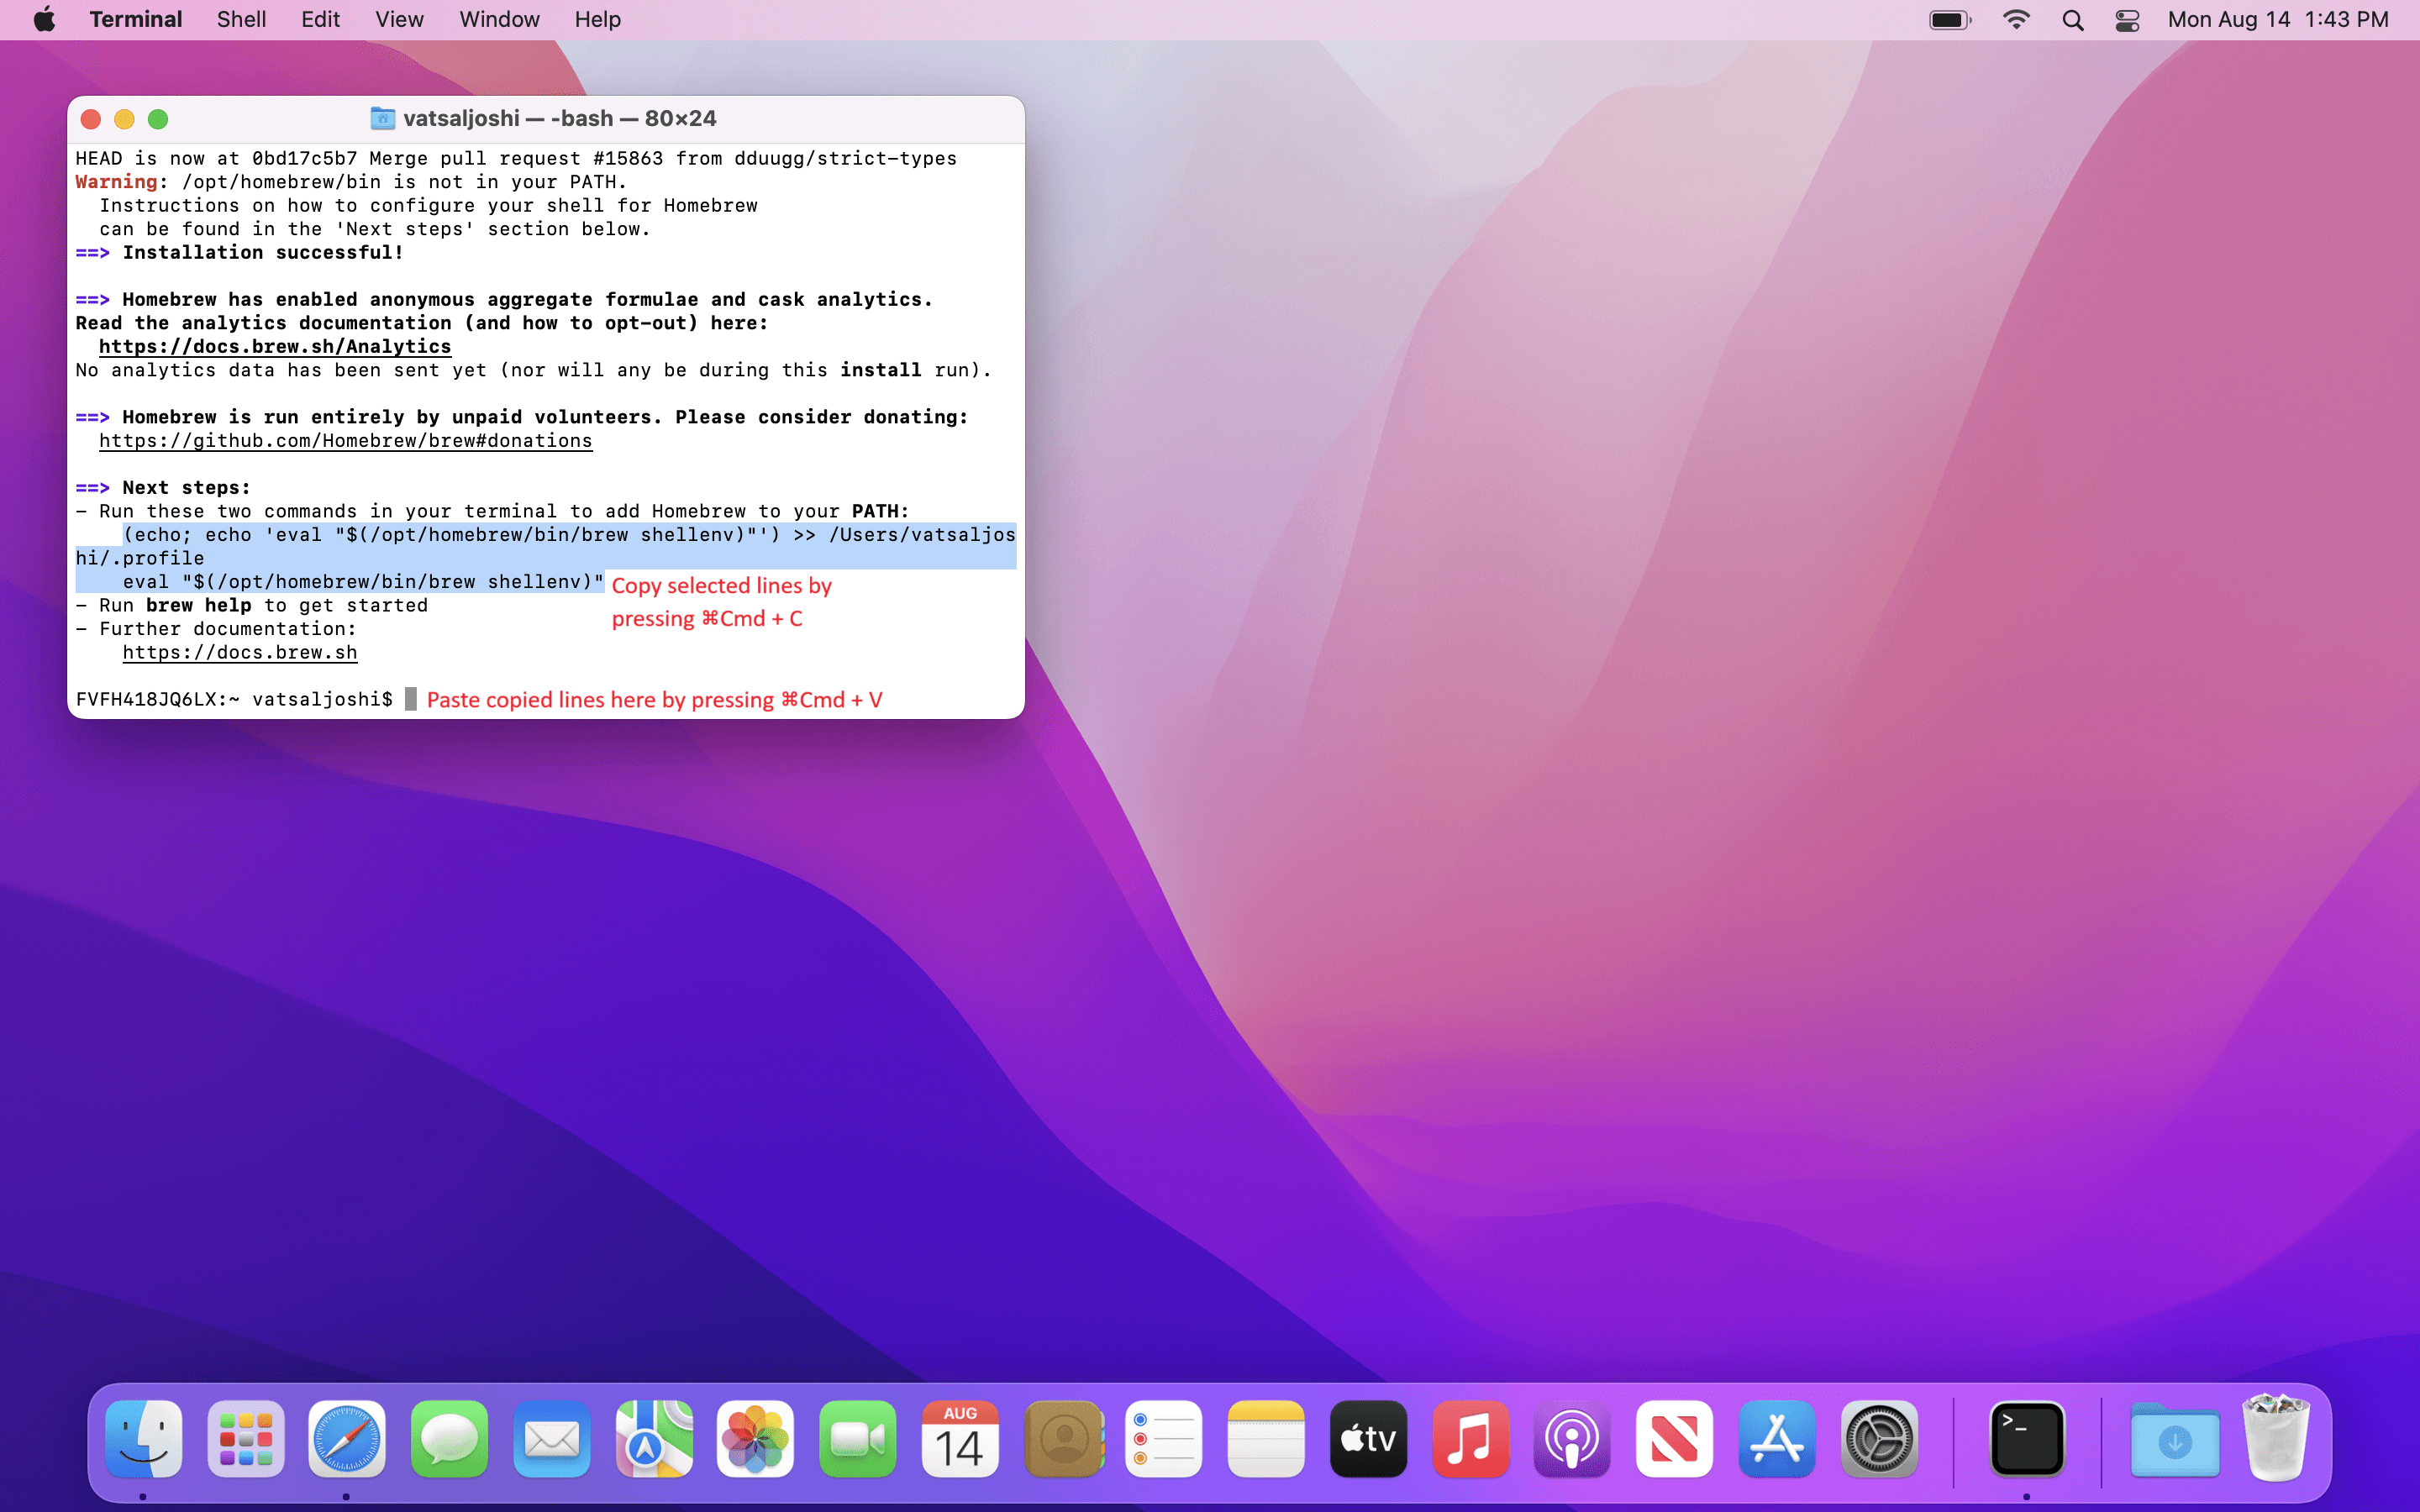 Terminal Shell Edit View Window Help Mon Aug 14 1:43 PM
vatsaljoshi — -bash — 80×24
HEAD is now at 0bd17c5b7 Merge pull request #15863 from dduugg/strict-types
Warning: /opt/homebrew/bin is not in your PATH.
Instructions on how to configure your shell for Homebrew
can be found in the 'Next steps' section below.
==> Installation successful!
==> Homebrew has enabled anonymous aggregate formulae and cask analytics.
Read the analytics documentation (and how to opt-out) here:
https://docs.brew.sh/Analytics
No analytics data has been sent yet (nor will any be during this install run).
==> Homebrew is run entirely by unpaid volunteers. Please consider donating:
https://github.com/Homebrew/brew#donations
==> Next steps:
- Run these two commands in your terminal to add Homebrew to your PATH:
(echo; echo 'eval "$(/opt/homebrew/bin/brew shellenv)"') >> /Users/vatsaljos
hi/.profile
eval "$(/opt/homebrew/bin/brew shellenv)"
Copy selected lines by
pressing ⌘Cmd + C
- Run brew help to get started
- Further documentation:
https://docs.brew.sh
FVFH418JQ6LX:~ vatsaljoshi$
Paste copied lines here by pressing ⌘Cmd + V
AUG
14
tv
>_